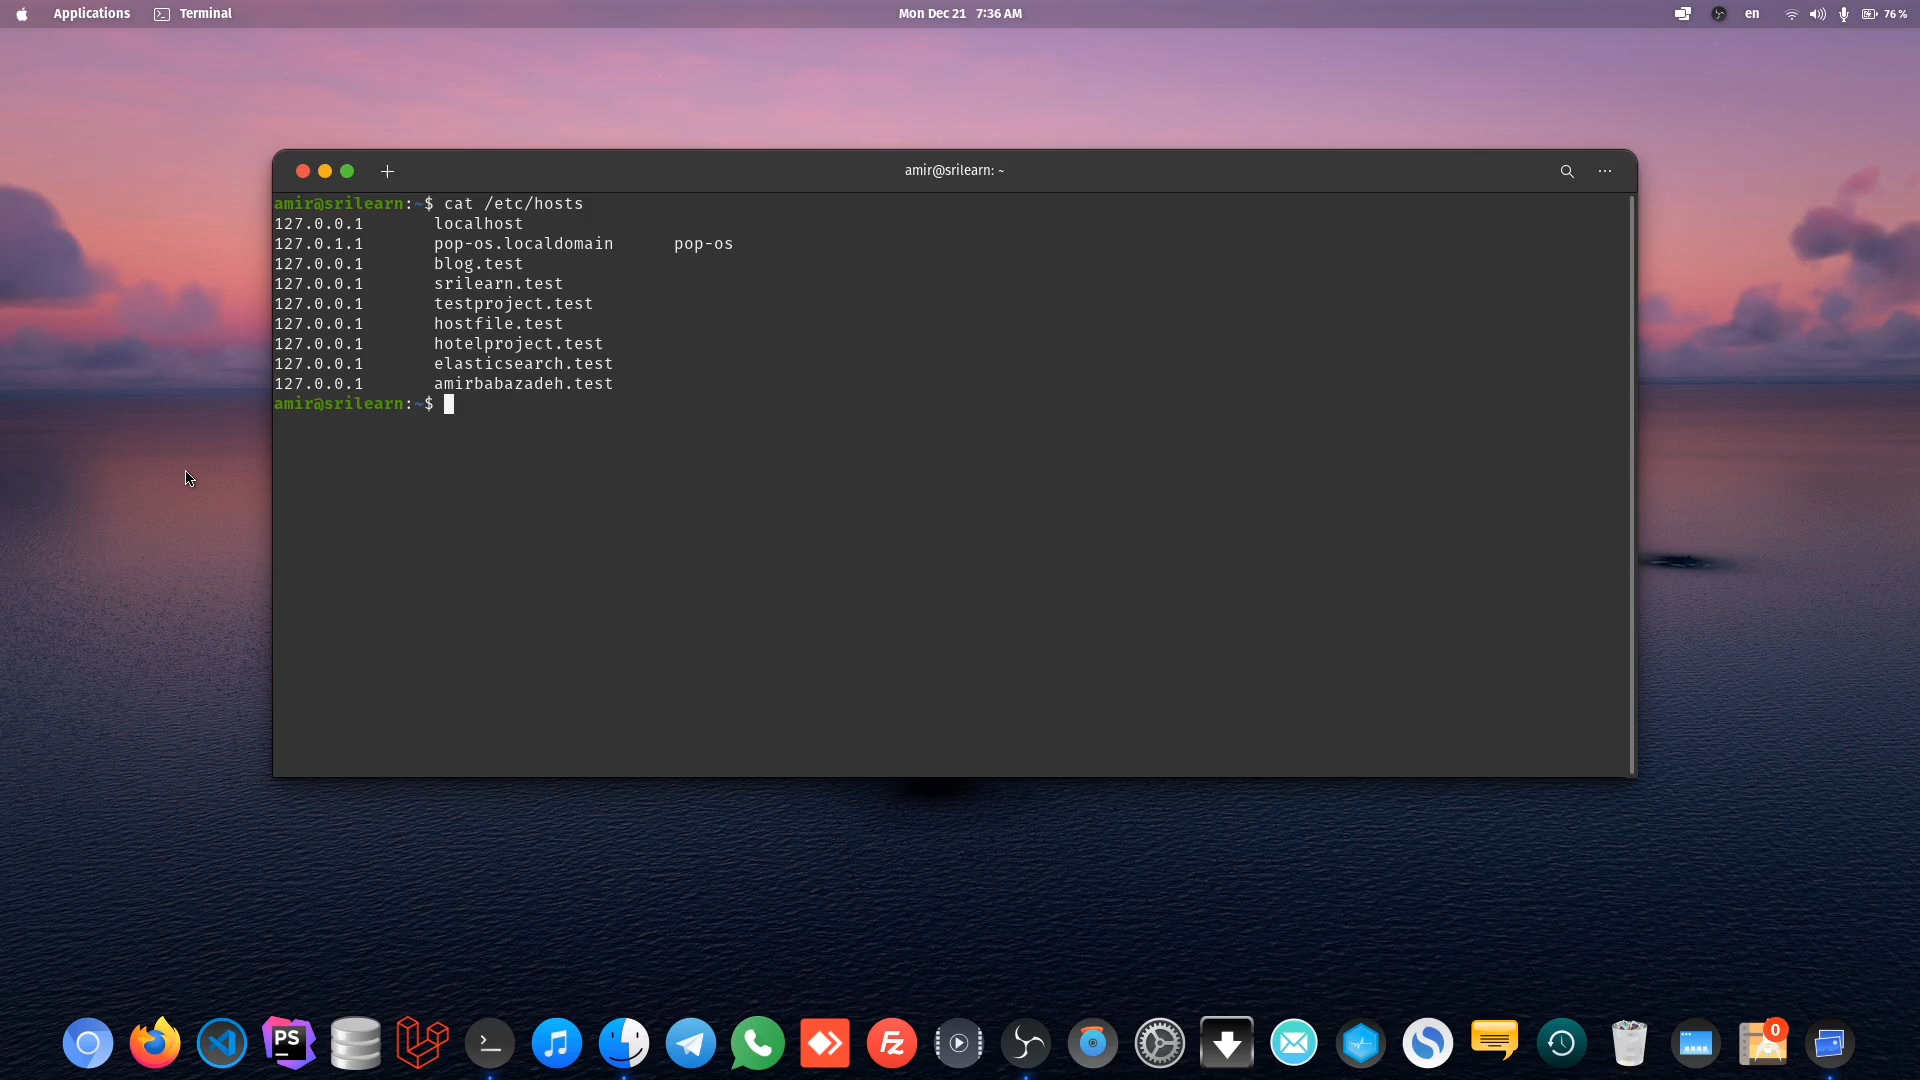 Applications Terminal Mon Dec 21 7:36 AM en 76 %
amir@srilearn: ~
amir@srilearn:~$ cat /etc/hosts
127.0.0.1 localhost
127.0.1.1 pop-os.localdomain pop-os
127.0.0.1 blog.test
127.0.0.1 srilearn.test
127.0.0.1 testproject.test
127.0.0.1 hostfile.test
127.0.0.1 hotelproject.test
127.0.0.1 elasticsearch.test
127.0.0.1 amirbabazadeh.test
amir@srilearn:~$
PS FZ 0